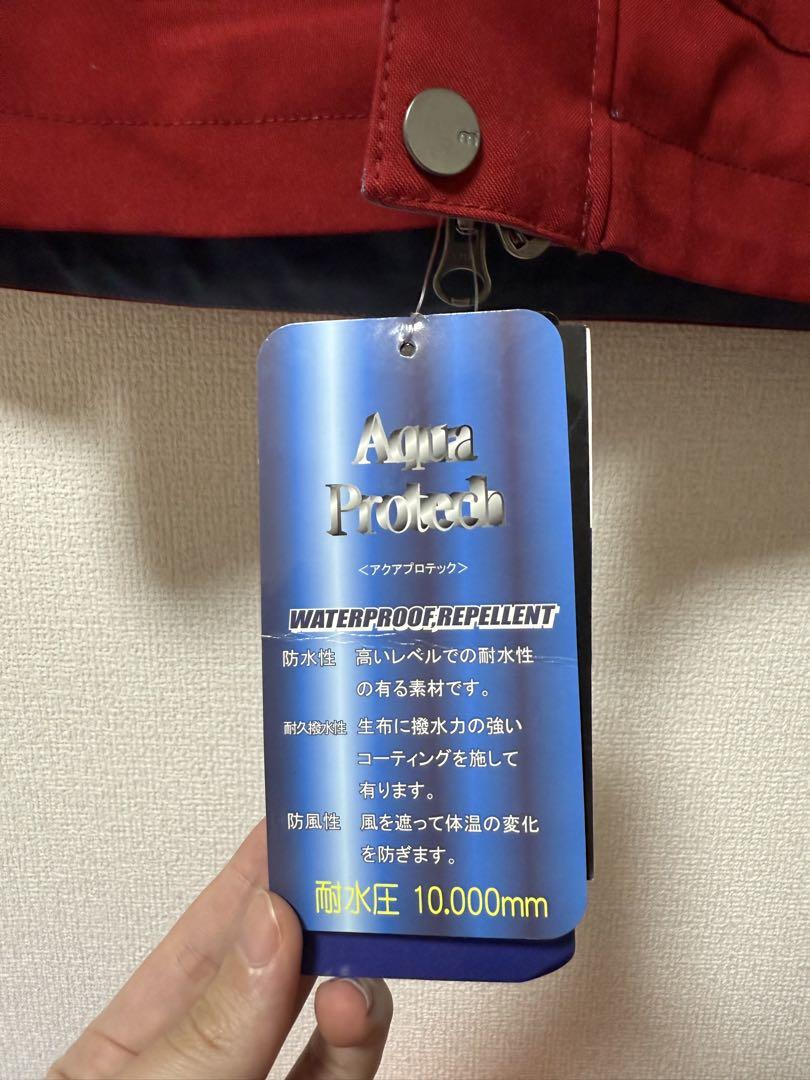 Aqua
Protech
<アクアプロテック>
WATERPROOF,REPELLENT
防水性 高いレベルでの耐水性
の有る素材です。
耐久撥水性 生布に撥水力の強い
コーティングを施して
有ります。
防風性 風を遮って体温の変化
を防ぎます。
耐水圧 10.000mm